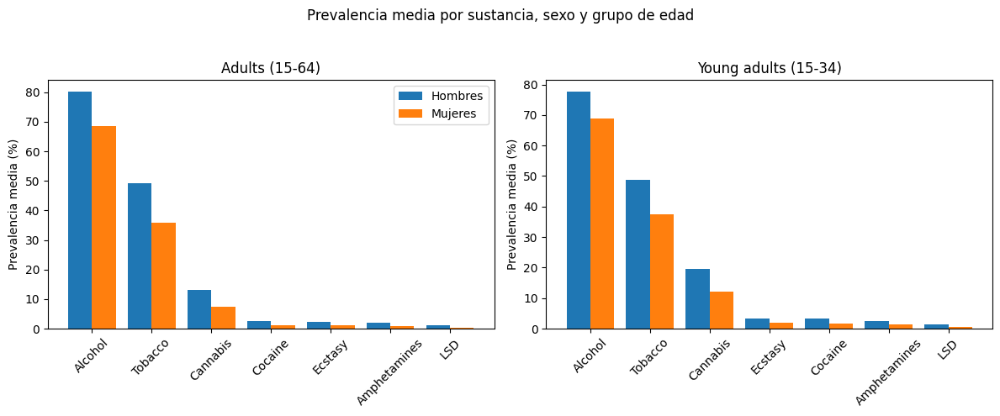 Prevalencia media por sustancia, sexo y grupo de edad
Adults (15-64)
Prevalencia media (%)
80
70
60
50
40
30
20
10
0
Hombres
Mujeres
Alcohol
Tobacco
Cannabis
Cocaine
Ecstasy
Amphetamines
LSD
Young adults (15-34)
Prevalencia media (%)
80
70
60
50
40
30
20
10
0
Alcohol
Tobacco
Cannabis
Ecstasy
Cocaine
Amphetamines
LSD